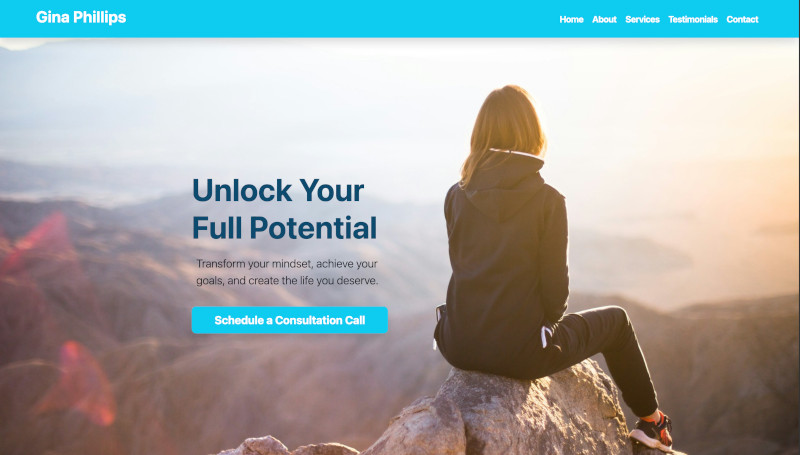 Gina Phillips
Home About Services Testimonials Contact
Unlock Your
Full Potential
Transform your mindset, achieve your
goals, and create the life you deserve.
Schedule a Consultation Call